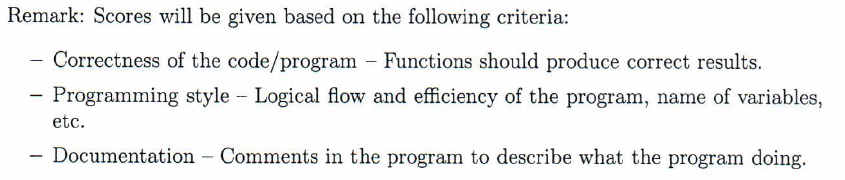 Remark: Scores will be given based on the following criteria:
– Correctness of the code/program – Functions should produce correct results.
– Programming style – Logical flow and efficiency of the program, name of variables,
etc.
– Documentation – Comments in the program to describe what the program doing.